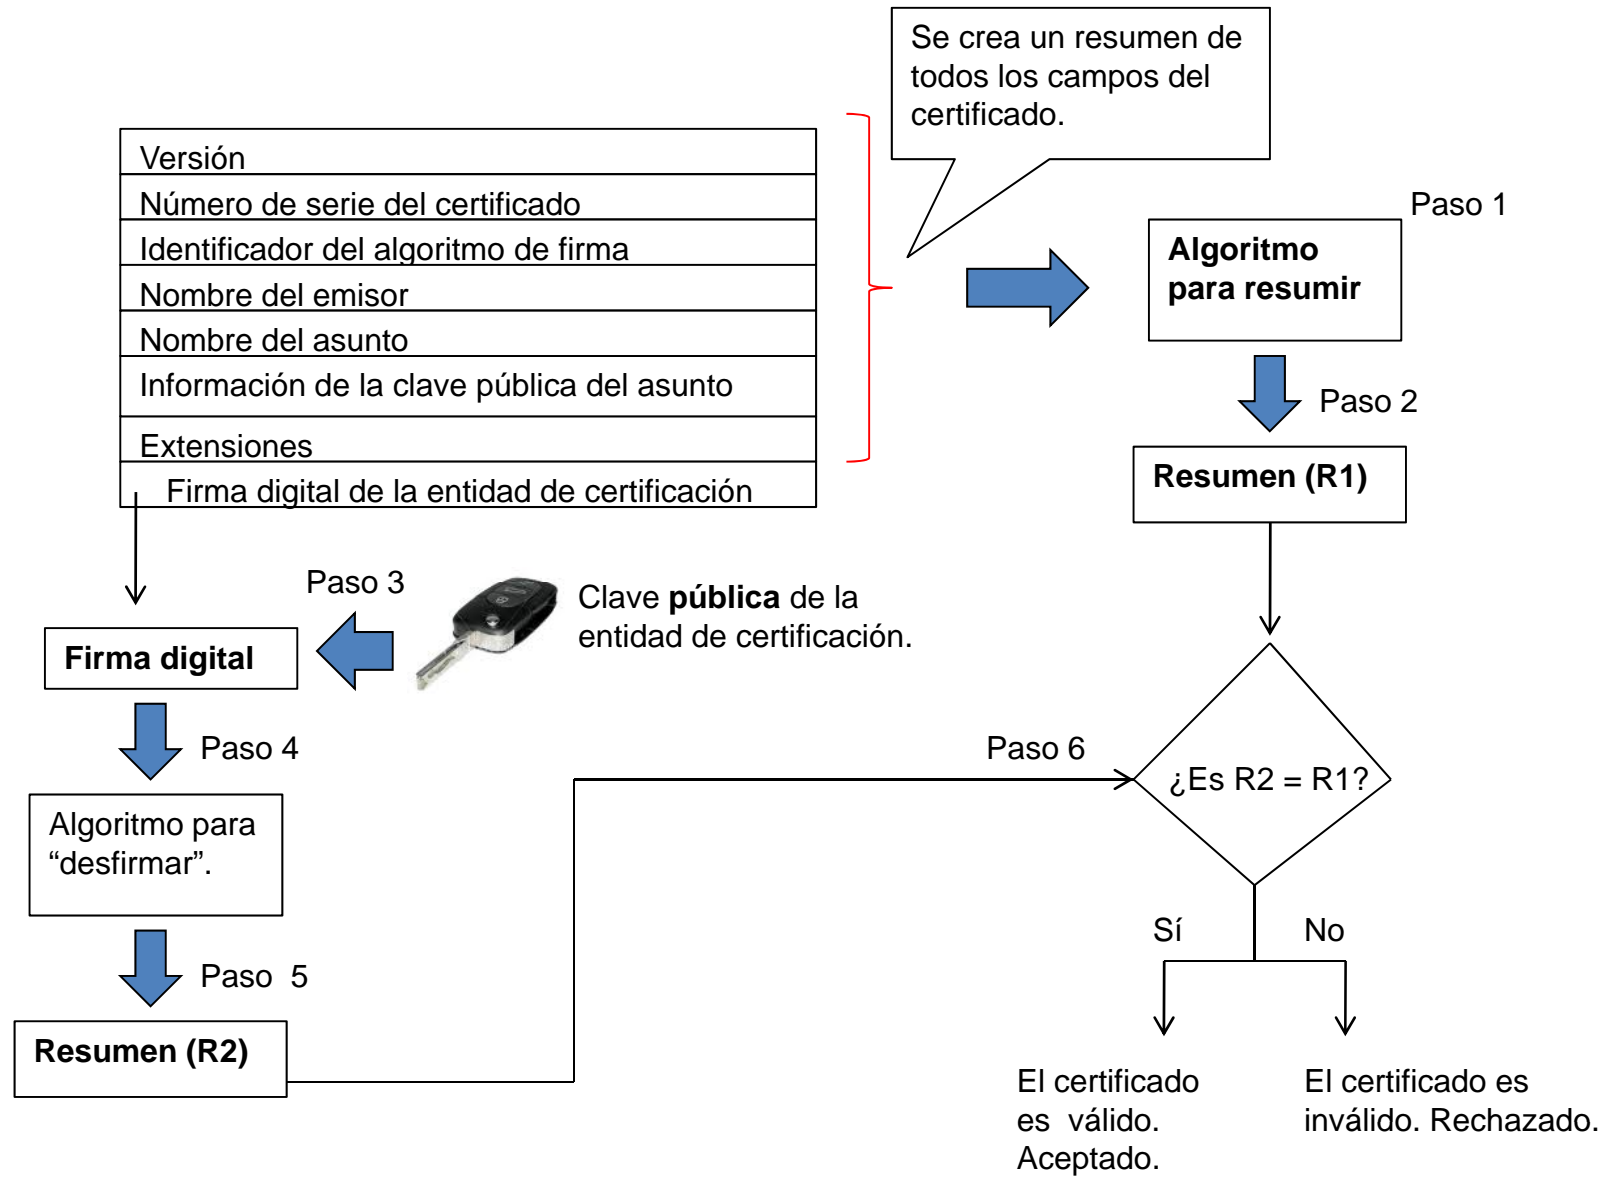 Se crea un resumen de
todos los campos del
certificado.
Versión
Número de serie del certificado
Identificador del algoritmo de firma
Nombre del emisor
Nombre del asunto
Información de la clave pública del asunto
Extensiones
Firma digital de la entidad de certificación
Paso 1
Algoritmo
para resumir
Paso 2
Resumen (R1)
Paso 3
Clave pública de la
entidad de certificación.
Firma digital
Paso 4
Algoritmo para
“desfirmar”.
Paso 5
Resumen (R2)
Paso 6
¿Es R2 = R1?
Sí
No
El certificado
es válido.
Aceptado.
El certificado es
inválido. Rechazado.